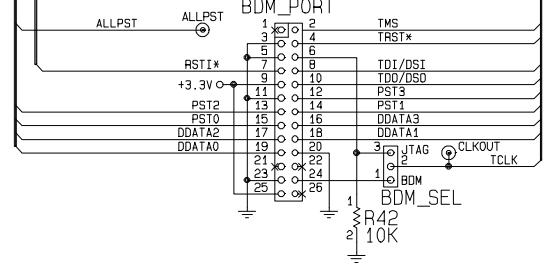 BDM_PORT
ALLPST ALLPST 1 2 TMS
3 4 TRST*
5 6
RSTI* 7 8 TDI/DSI
+3.3V 9 10 TDO/DSO
11 12 PST3
PST2 13 14 PST1
PST0 15 16 DDATA3
DDATA2 17 18 DDATA1
DDATA0 19 20 3 JTAG CLKOUT
21 22 2 TCLK
23 24 1 BDM
25 26 BDM_SEL
1 R42
2 10K